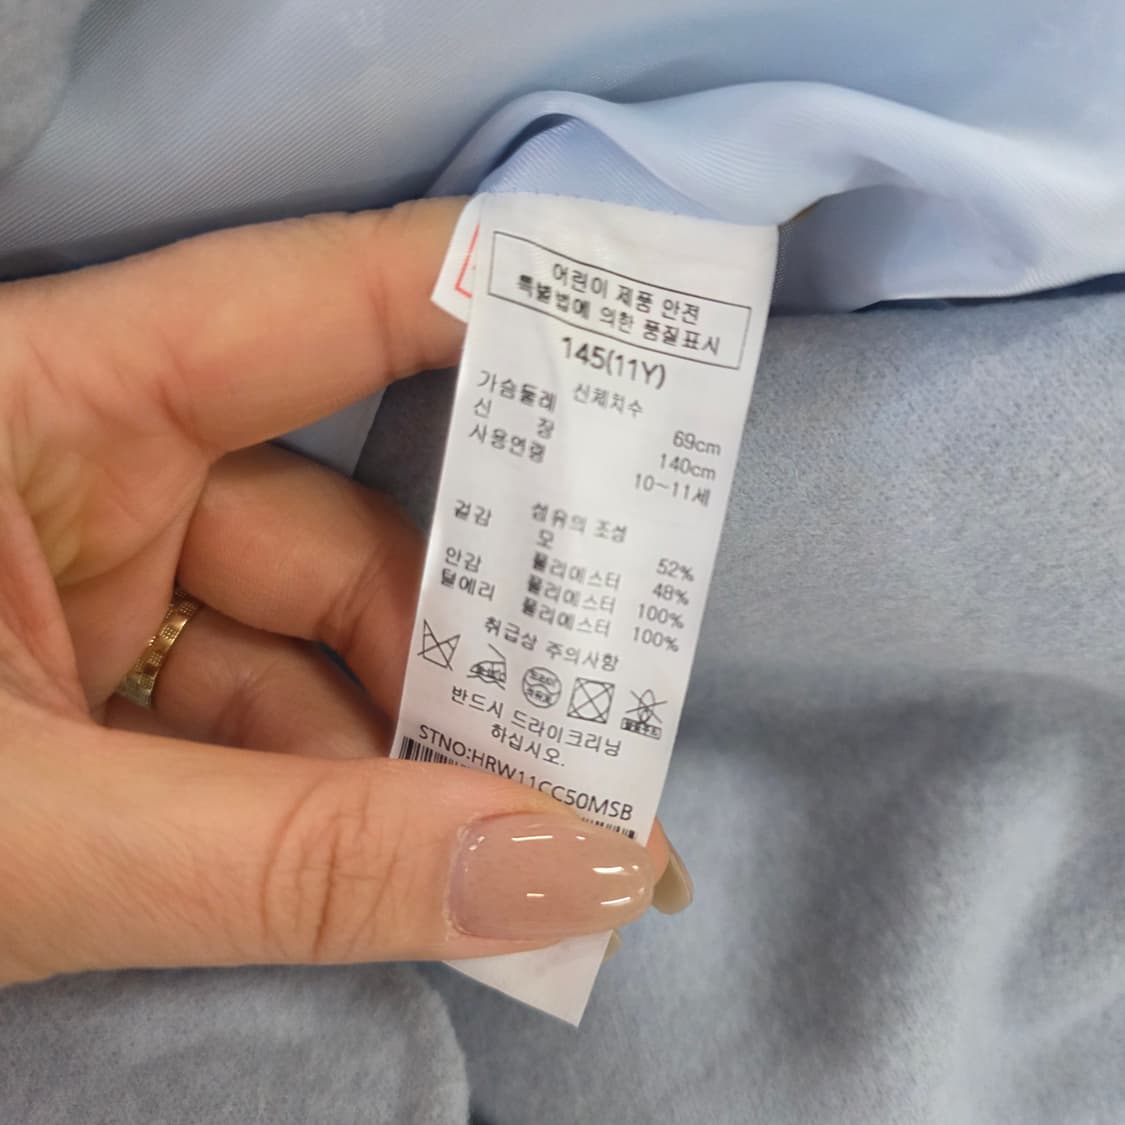 어린이 제품 안전
특별법에 의한 품질표시
145(11Y)
신체치수
가슴둘레 69cm
신 장 140cm
사용연령 10~11세
섬유의 조성
겉감 모 52%
폴리에스터 48%
안감 폴리에스터 100%
털에리 폴리에스터 100%
취급상 주의사항
반드시 드라이크리닝
하십시오.
STNO:HRW11CC50MSB